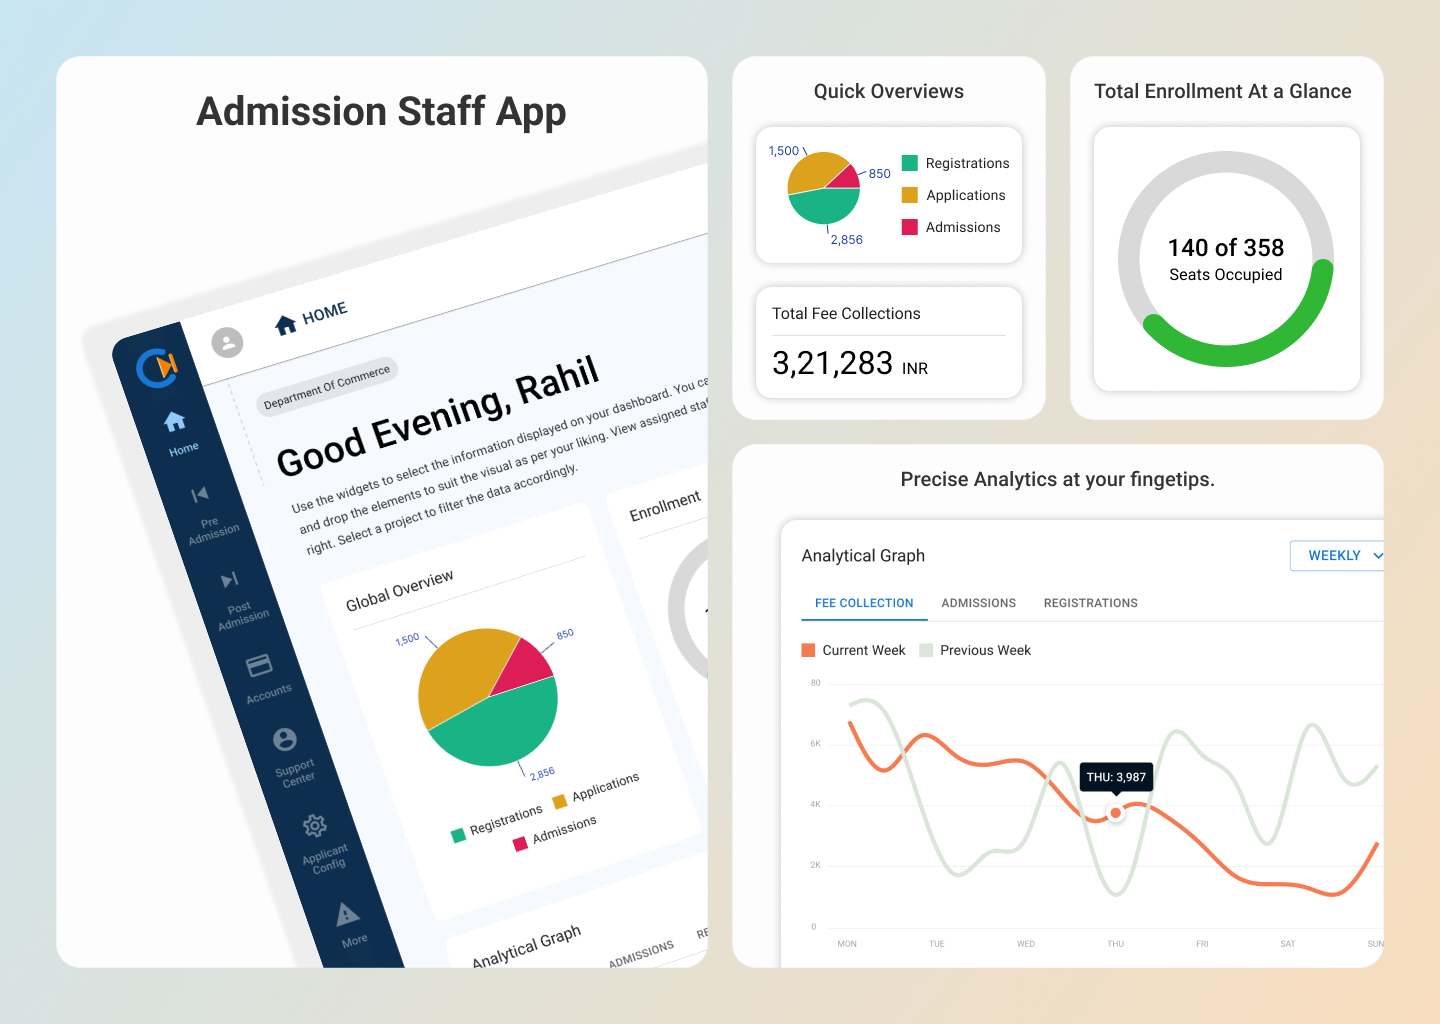 Admission Staff App
HOME
Department Of Commerce
Good Evening, Rahil
Use the widgets to select the information displayed on your dashboard. You
and drop the elements to suit the visual as per your liking. View assigned
right. Select a project to filter the data accordingly.
Home
Pre
Admission
Post
Admission
Accounts
Support
Center
Applicant
Config
More
Global Overview
1,500
850
2,856
Registrations
Applications
Admissions
Enrollment
Analytical Graph
ADMISSIONS
Quick Overviews
1,500
850
2,856
Registrations
Applications
Admissions
Total Fee Collections
3,21,283 INR
Total Enrollment At a Glance
140 of 358
Seats Occupied
Precise Analytics at your fingetips.
Analytical Graph
WEEKLY
FEE COLLECTION ADMISSIONS REGISTRATIONS
Current Week Previous Week
80
6K
4K
2K
0
THU: 3,987
MON TUE WED THU FRI SAT SUN